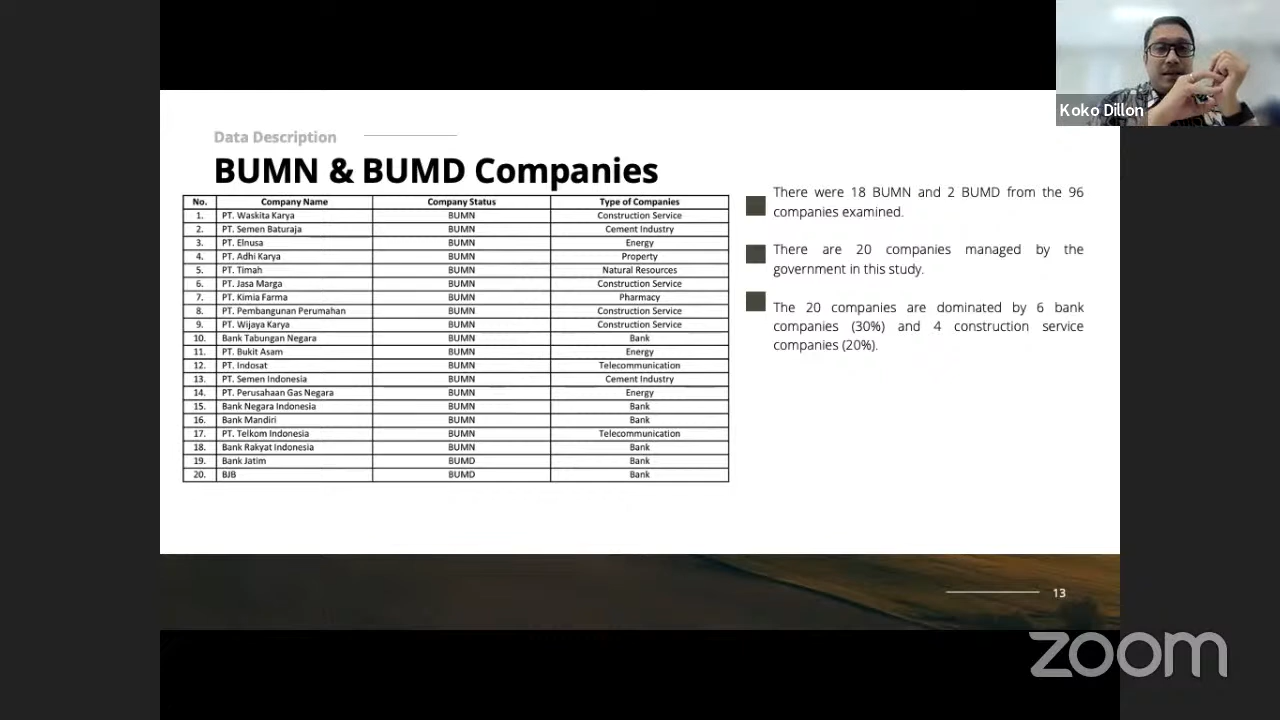 Koko Dillon
Data Description
BUMN & BUMD Companies
No. Company Name Company Status Type of Companies
1. PT. Waskita Karya BUMN Construction Service
2. PT. Semen Baturaja BUMN Cement Industry
3. PT. Elnusa BUMN Energy
4. PT. Adhi Karya BUMN Property
5. PT. Timah BUMN Natural Resources
6. PT. Jasa Marga BUMN Construction Service
7. PT. Kimia Farma BUMN Pharmacy
8. PT. Pembangunan Perumahan BUMN Construction Service
9. PT. Wijaya Karya BUMN Construction Service
10. Bank Tabungan Negara BUMN Bank
11. PT. Bukit Asam BUMN Energy
12. PT. Indosat BUMN Telecommunication
13. PT. Semen Indonesia BUMN Cement Industry
14. PT. Perusahaan Gas Negara BUMN Energy
15. Bank Negara Indonesia BUMN Bank
16. Bank Mandiri BUMN Bank
17. PT. Telkom Indonesia BUMN Telecommunication
18. Bank Rakyat Indonesia BUMN Bank
19. Bank Jatim BUMD Bank
20. BJB BUMD Bank
There were 18 BUMN and 2 BUMD from the 96
companies examined.
There are 20 companies managed by the
government in this study.
The 20 companies are dominated by 6 bank
companies (30%) and 4 construction service
companies (20%).
13
zoom